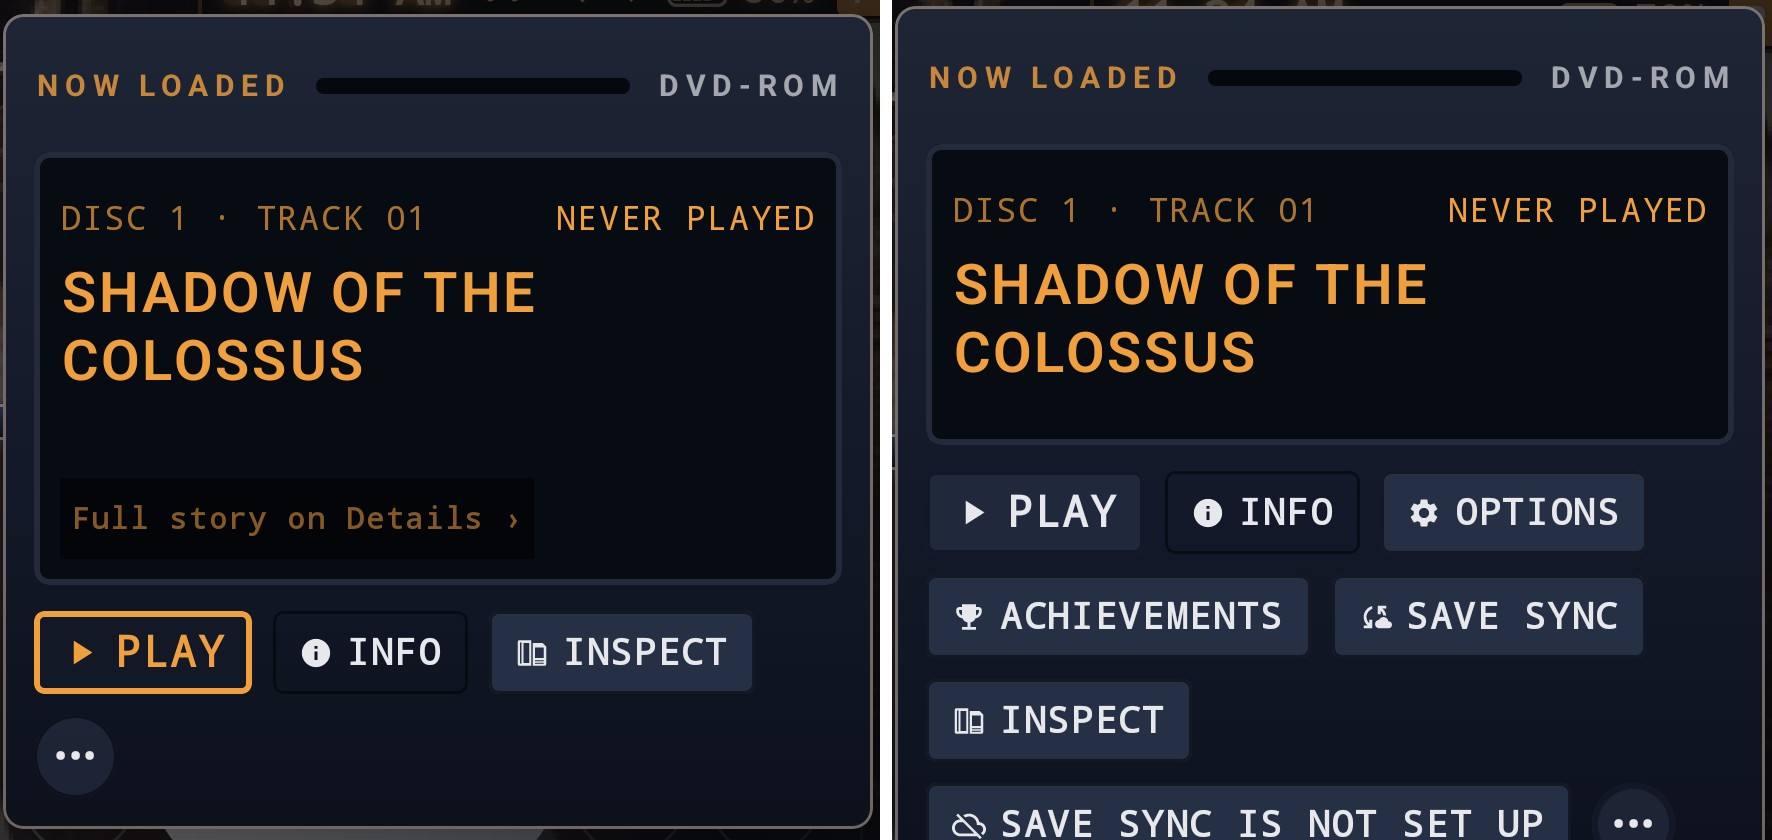 NOW LOADED DVD-ROM
DISC 1 · TRACK 01 NEVER PLAYED
SHADOW OF THE
COLOSSUS
Full story on Details ›
PLAY INFO INSPECT
NOW LOADED DVD-ROM
DISC 1 · TRACK 01 NEVER PLAYED
SHADOW OF THE
COLOSSUS
PLAY INFO OPTIONS
ACHIEVEMENTS SAVE SYNC
INSPECT
SAVE SYNC IS NOT SET UP